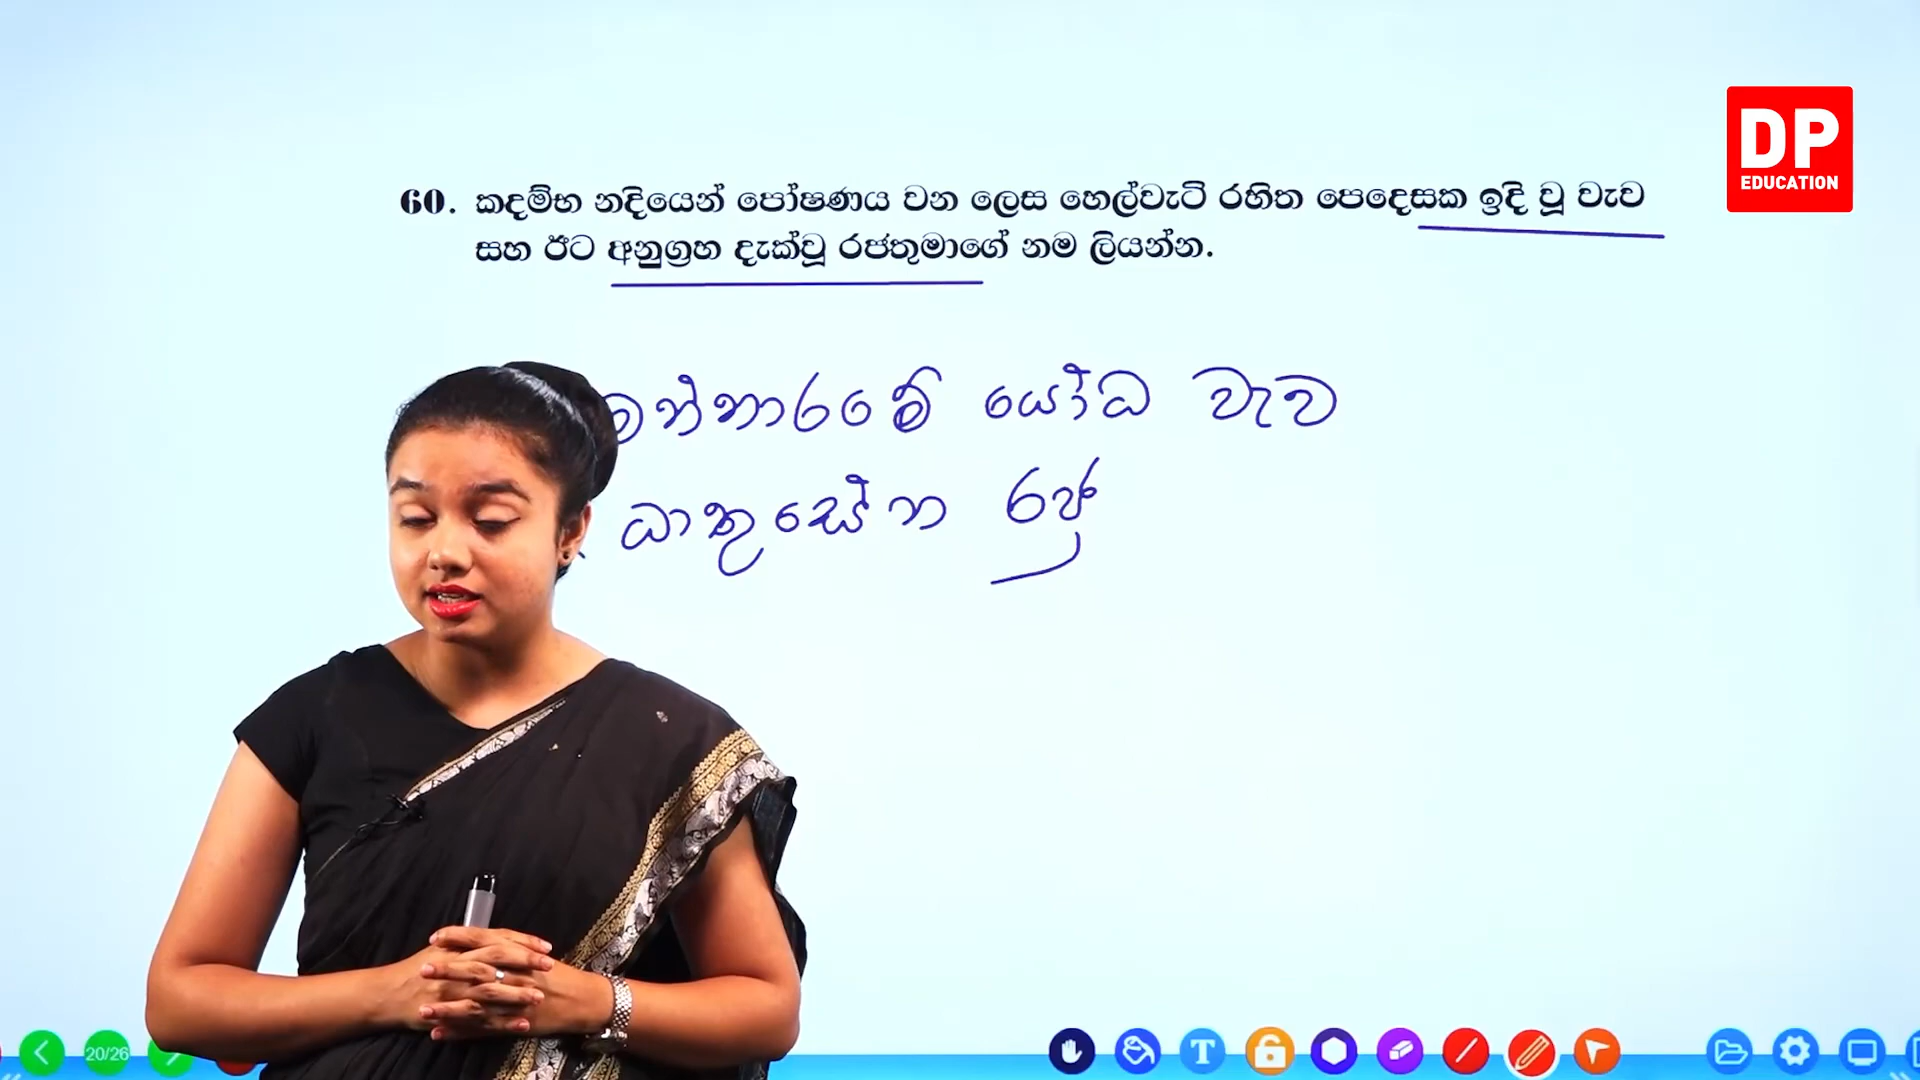 DP
EDUCATION
60. කදම්භ නදියෙන් පෝෂණය වන ලෙස හෙල්වැටි රහිත පෙදෙසක ඉදි වූ වැව
සහ ඊට අනුග්‍රහ දැක්වූ රජතුමාගේ නම ලියන්න.
මන්නාරමේ යෝධ වැව
ධාතුසේන රජු
20/26
T